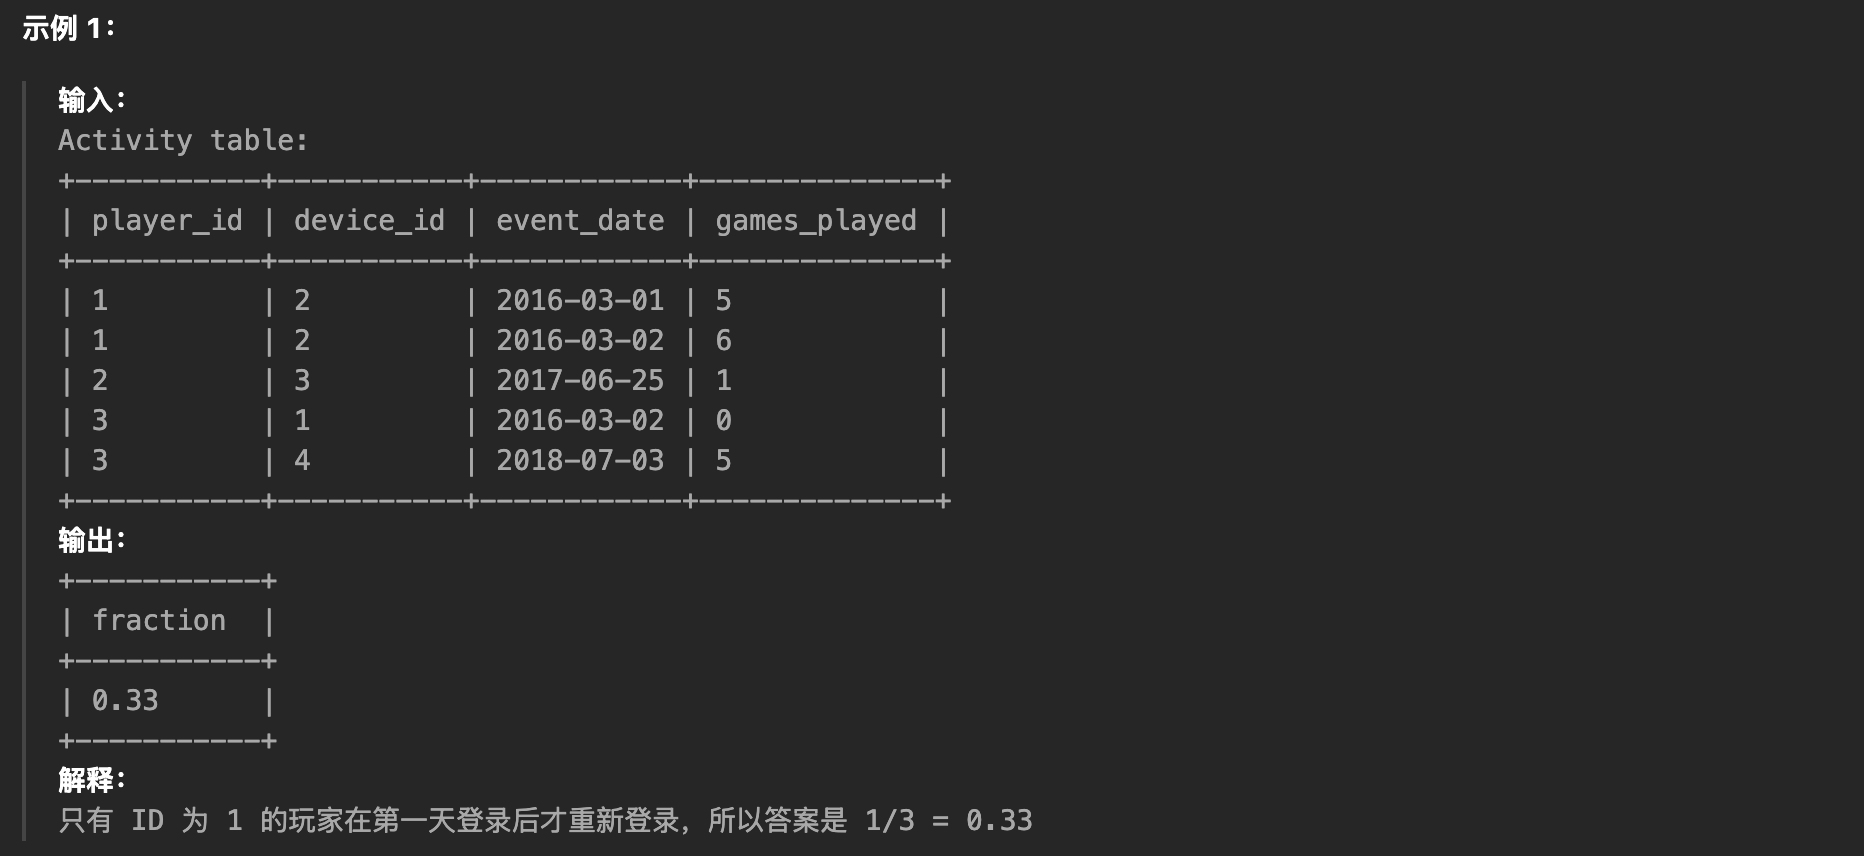 示例 1：
输入：
Activity table:
+-----------+-----------+------------+--------------+
| player_id | device_id | event_date | games_played |
+-----------+-----------+------------+--------------+
| 1         | 2         | 2016-03-01 | 5            |
| 1         | 2         | 2016-03-02 | 6            |
| 2         | 3         | 2017-06-25 | 1            |
| 3         | 1         | 2016-03-02 | 0            |
| 3         | 4         | 2018-07-03 | 5            |
+-----------+-----------+------------+--------------+
输出：
+-----------+
| fraction  |
+-----------+
| 0.33      |
+-----------+
解释：
只有 ID 为 1 的玩家在第一天登录后才重新登录，所以答案是 1/3 = 0.33